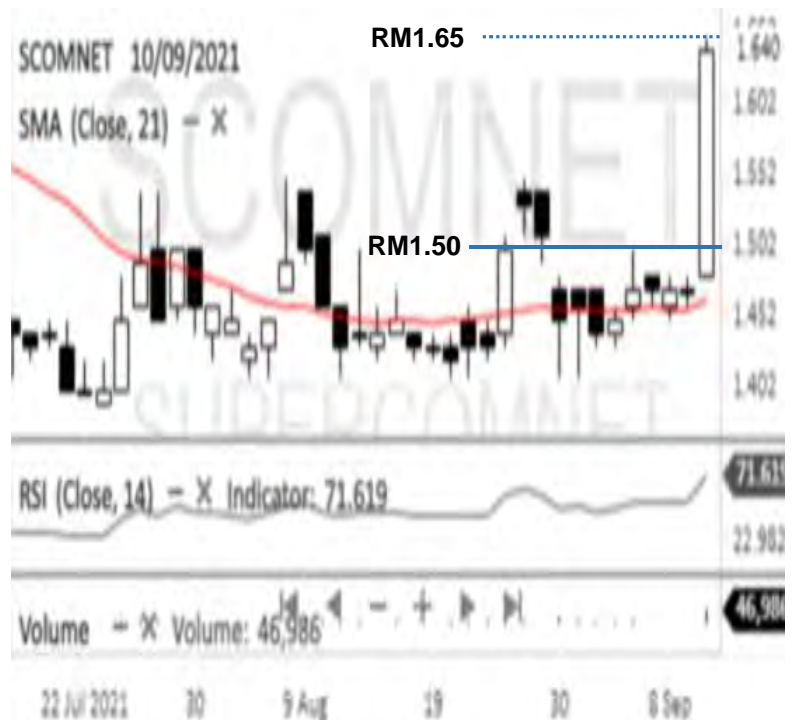 RM1.65
1.640
SCOMNET 10/09/2021
SMA (Close, 21) – X
SCOMNET
1.602
1.552
RM1.50
1.502
1.452
1.402
SUPERCOMNET
RSI (Close, 14) – X Indicator: 71.619
71.619
22.982
Volume – X Volume: 46,986
46,986
22 Jul 2021 30 9 Aug 19 30 8 Sep